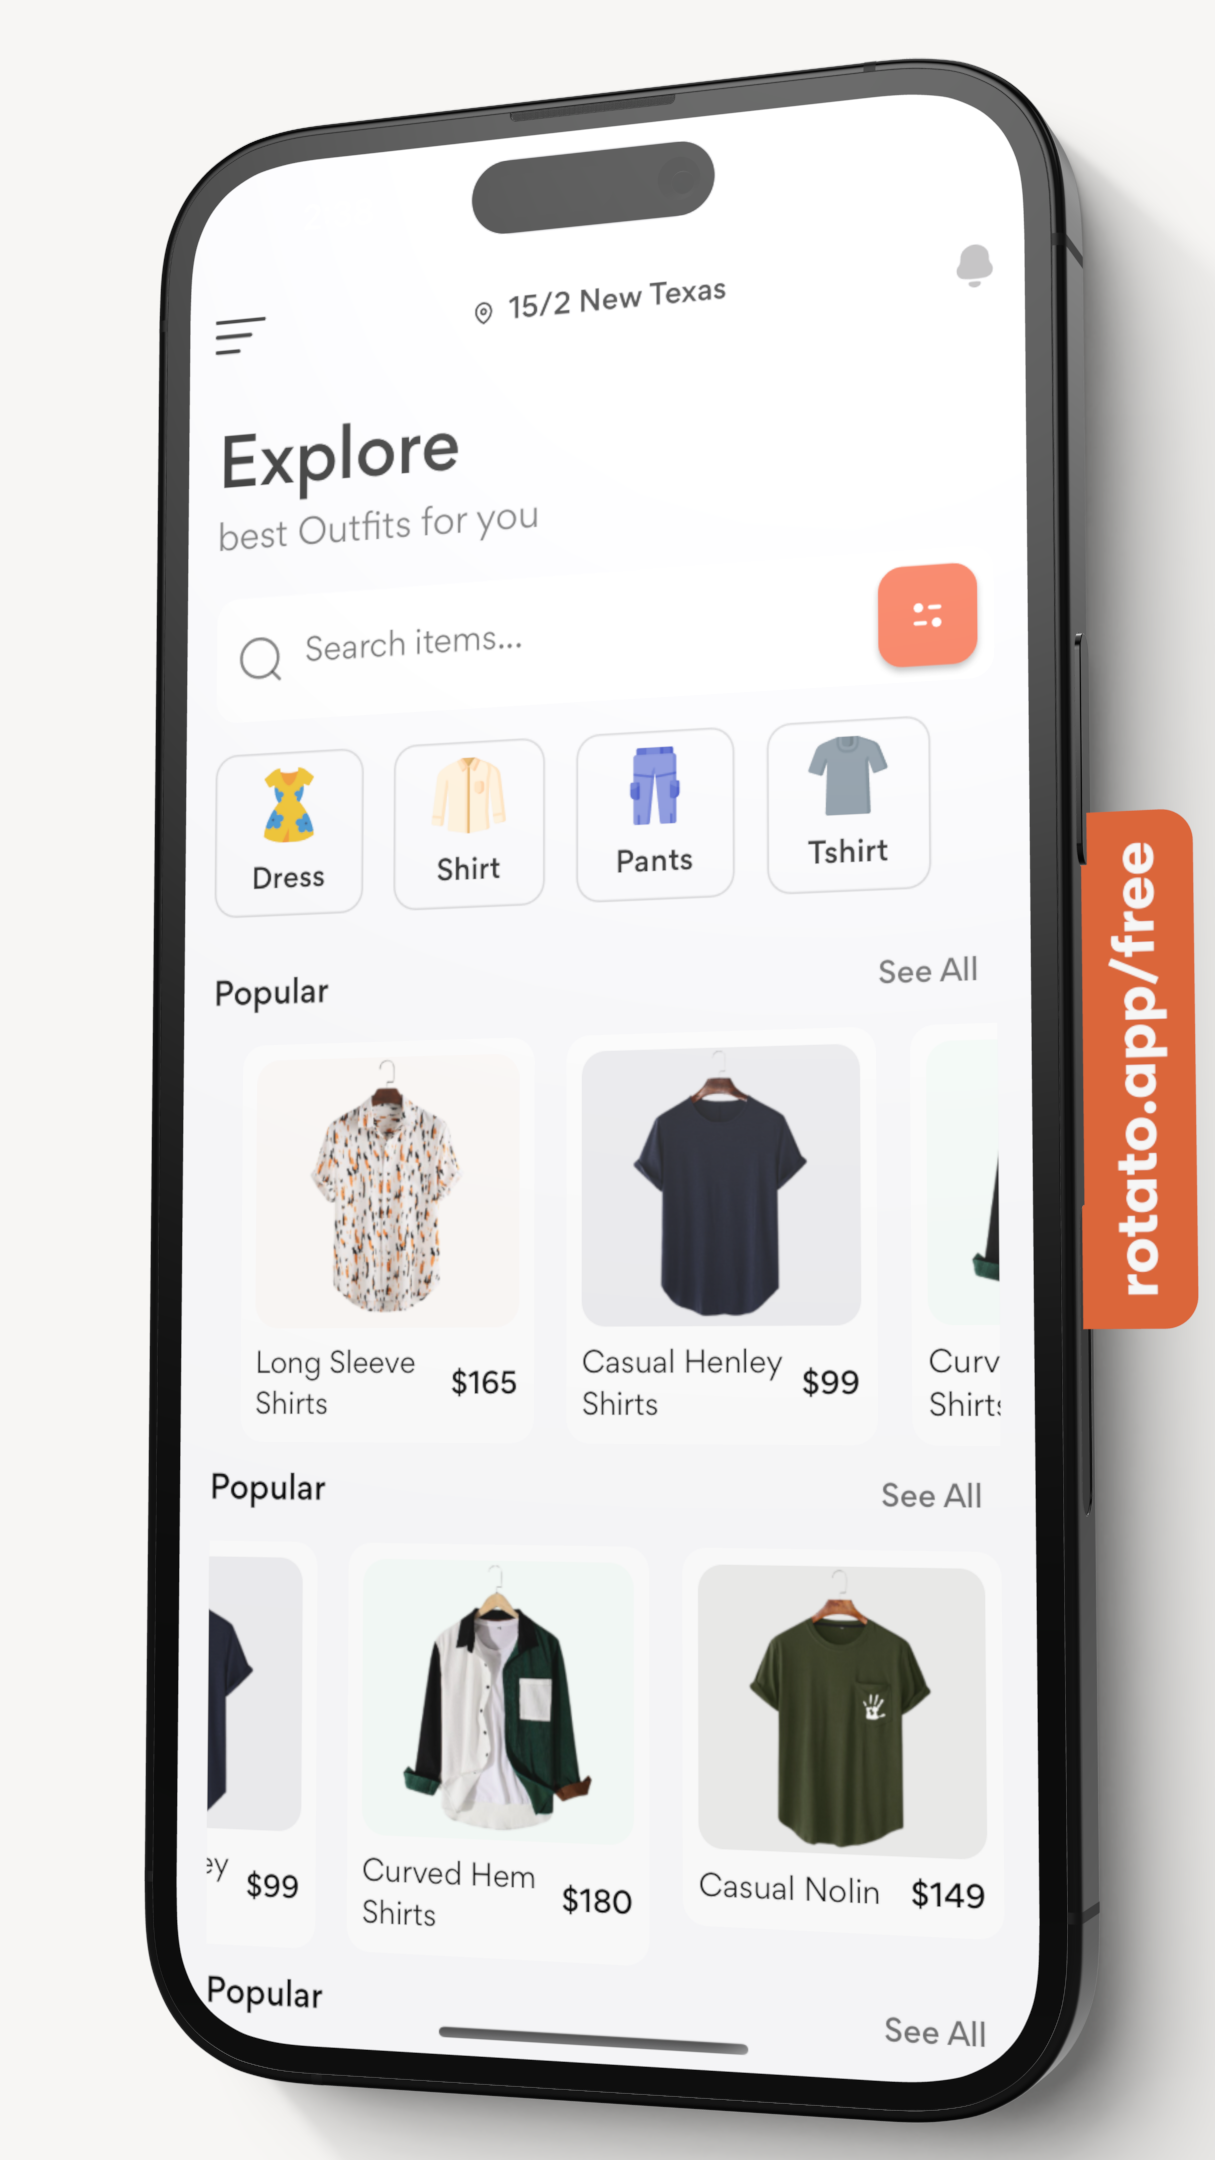 15/2 New Texas
Explore
best Outfits for you
Search items...
Dress
Shirt
Pants
Tshirt
Popular
See All
Long Sleeve
Shirts
$165
Casual Henley
Shirts
$99
Curv
Shirts
Popular
See All
ey
$99
Curved Hem
Shirts
$180
Casual Nolin
$149
Popular
See All
rotato.app/free